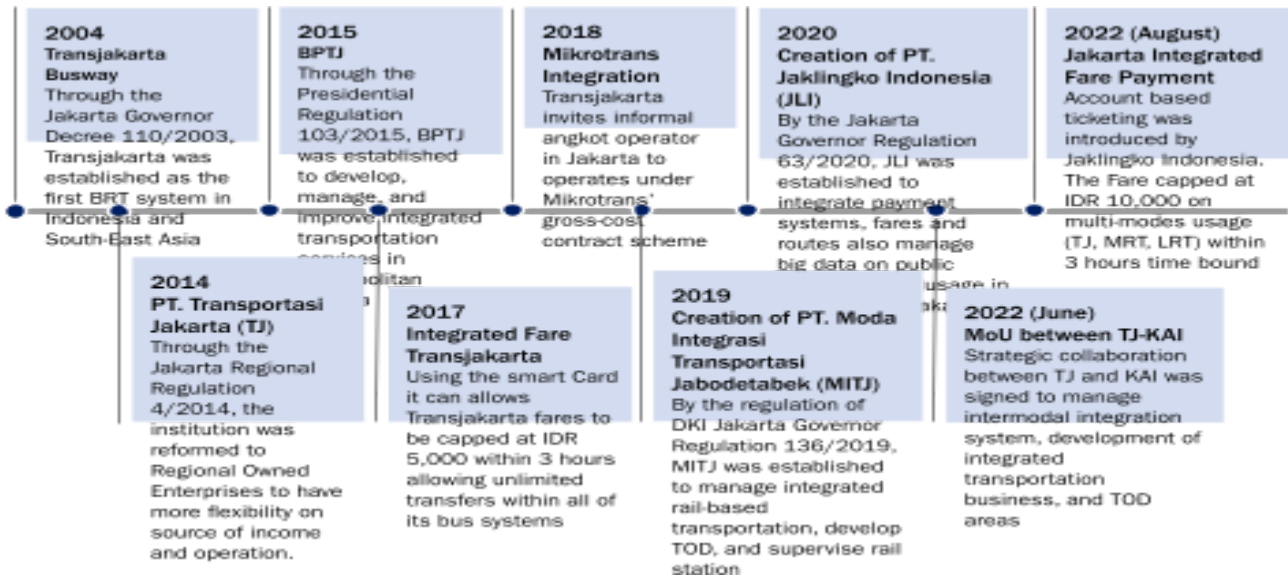 2004
Transjakarta
Busway
Through the
Jakarta Governor
Decree 110/2003,
Transjakarta was
established as the
first BRT system in
Indonesia and
South-East Asia
2014
PT. Transportasi
Jakarta (TJ)
Through the
Jakarta Regional
Regulation
4/2014, the
institution was
reformed to
Regional Owned
Enterprises to have
more flexibility on
source of income
and operation.
2015
BPTJ
Through the
Presidential
Regulation
103/2015, BPTJ
was established
to develop,
manage, and
improve integrated
transportation
services in
2017
Integrated Fare
Transjakarta
Using the smart Card
it can allows
Transjakarta fares to
be capped at IDR
5,000 within 3 hours
allowing unlimited
transfers within all of
its bus systems
2018
Mikrotrans
Integration
Transjakarta
invites informal
angkot operator
in Jakarta to
operates under
Mikrotrans'
gross-cost
contract scheme
2019
Creation of PT. Moda
Integrasi
Transportasi
Jabodetabek (MITJ)
By the regulation of
DKI Jakarta Governor
Regulation 136/2019,
MITJ was established
to manage integrated
rail-based
transportation, develop
TOD, and supervise rail
station
2020
Creation of PT.
Jaklingko Indonesia
(JLI)
By the Jakarta
Governor Regulation
63/2020, JLI was
established to
integrate payment
systems, fares and
routes also manage
big data on public
usage in
2022 (June)
MoU between TJ-KAI
Strategic collaboration
between TJ and KAI was
signed to manage
intermodal integration
system, development of
integrated
transportation
business, and TOD
areas
2022 (August)
Jakarta Integrated
Fare Payment
Account based
ticketing was
introduced by
Jaklingko Indonesia.
The Fare capped at
IDR 10,000 on
multi-modes usage
(TJ, MRT, LRT) within
3 hours time bound